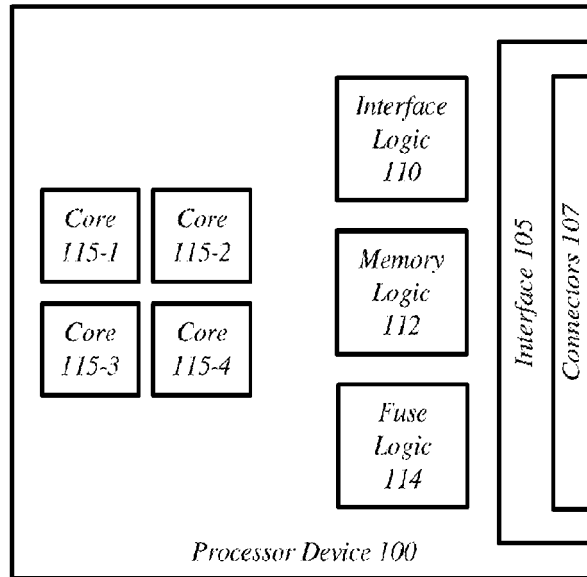 Interface
Logic
110
Core
115-1
Core
115-2
Memory
Logic
112
Core
115-3
Core
115-4
Fuse
Logic
114
Interface 105
Connectors 107
Processor Device 100